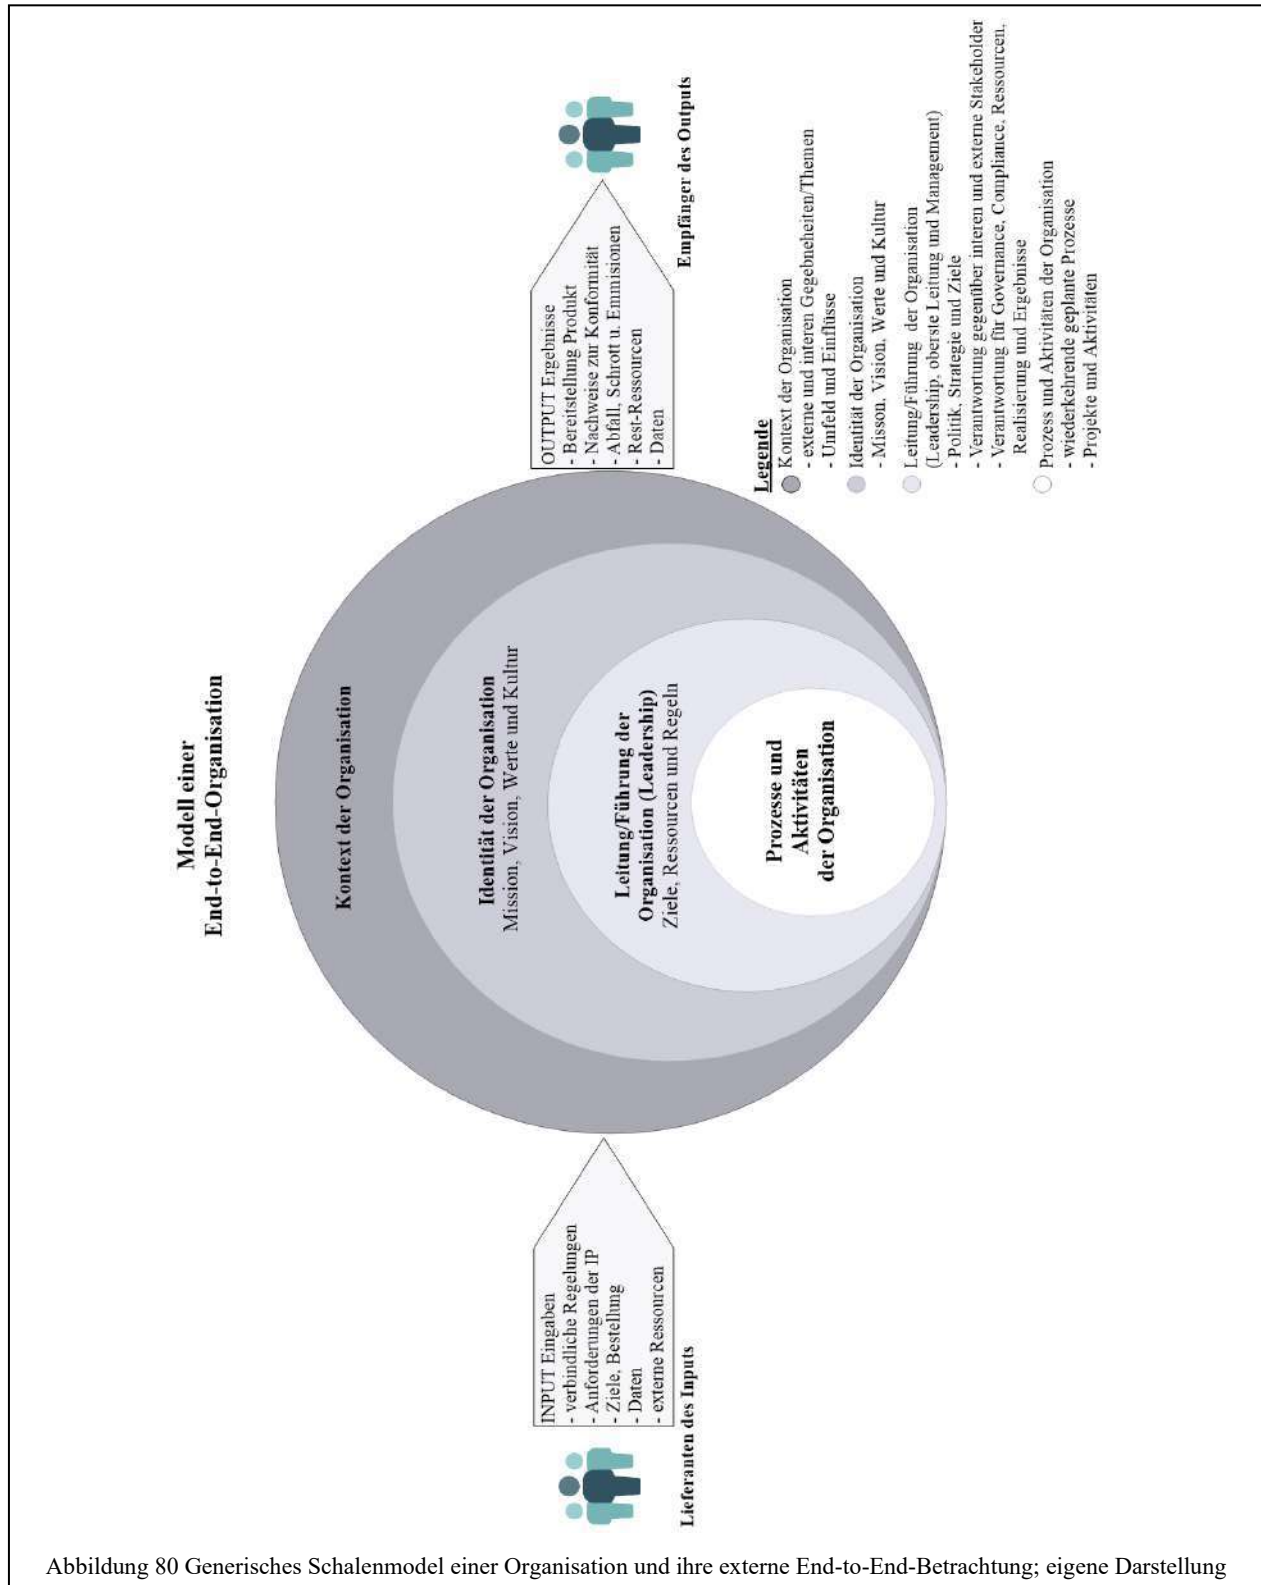 Modell einer
End-to-End-Organisation
Kontext der Organisation
Identität der Organisation
Mission, Vision, Werte und Kultur
Leitung/Führung der
Organisation (Leadership)
Ziele, Ressourcen und Regeln
Prozesse und
Aktivitäten
der Organisation
INPUT Eingaben
- verbindliche Regelungen
- Anforderungen der IP
- Ziele, Bestellung
- Daten
- externe Ressourcen
Lieferanten des Inputs
OUTPUT Ergebnisse
- Bereitstellung Produkt
- Nachweise zur Konformität
- Abfall, Schrott u. Emmisionen
- Rest-Ressourcen
- Daten
Empfänger des Outputs
Legende
Kontext der Organisation
- externe und interen Gegebneheiten/Themen
- Umfeld und Einflüsse
Identität der Organisation
- Misson, Vision, Werte und Kultur
Leitung/Führung der Organisation
(Leadership, oberste Leitung und Management)
- Politik, Strategie und Ziele
- Verantwortung gegenüber interen und externe Stakeholder
- Verantwortung für Governance, Compliance, Ressourcen,
Realisierung und Ergebnisse
Prozess und Aktivitäten der Organisation
- wiederkehrende geplante Prozesse
- Projekte und Aktivitäten
Abbildung 80 Generisches Schalenmodel einer Organisation und ihre externe End-to-End-Betrachtung; eigene Darstellung